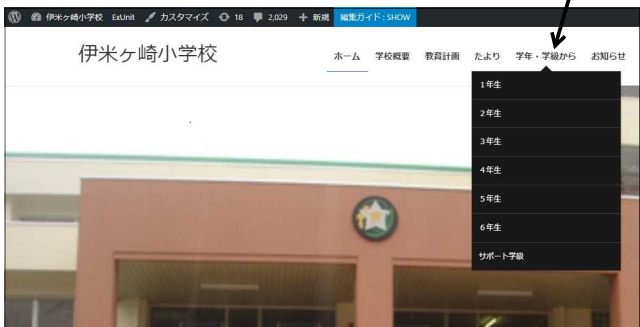 伊米ヶ崎小学校 ExUnit カスタマイズ 18 2,029 + 新規 編集ガイド : SHOW
伊米ヶ崎小学校
ホーム 学校概要 教育計画 たより 学年・学級から お知らせ
1年生
2年生
3年生
4年生
5年生
6年生
サポート学級